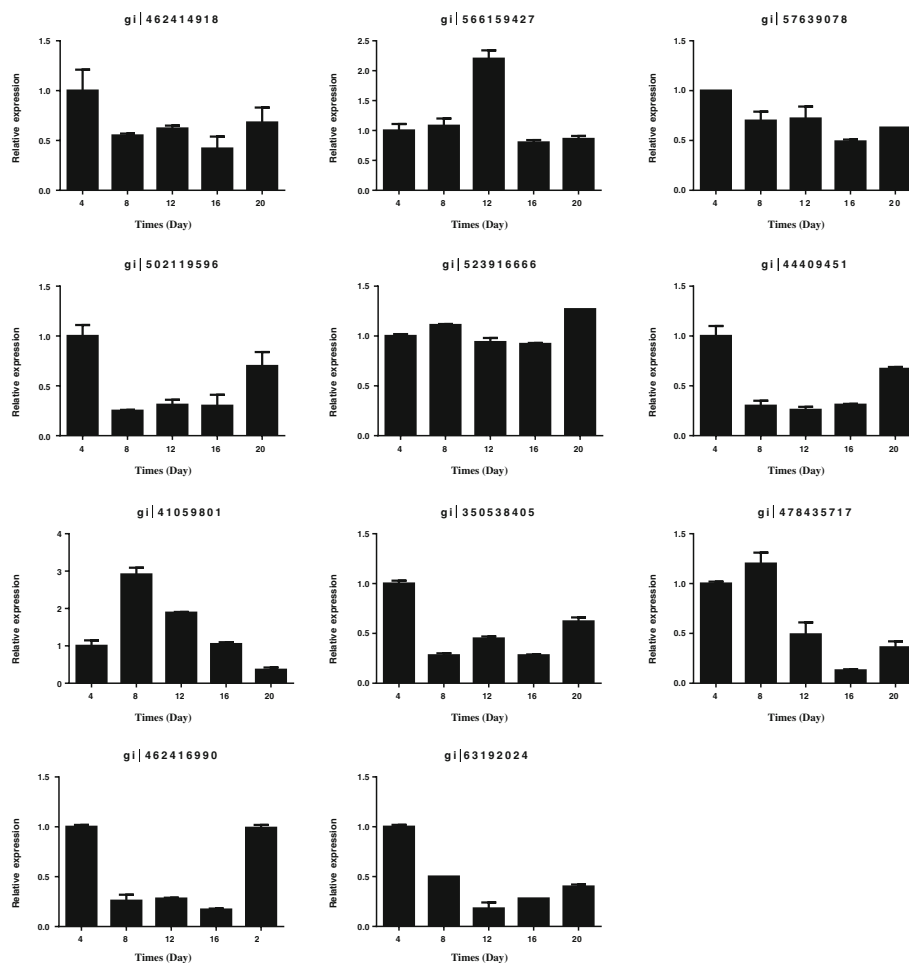 gi|462414918
gi|566159427
gi|57639078
1.5
1.0
0.5
0.0
Relative expression
4 8 12 16 20
Times (Day)
2.5
2.0
1.5
1.0
0.5
0.0
Relative expression
4 8 12 16 20
Times (Day)
1.5
1.0
0.5
0.0
Relative expression
4 8 12 16 20
Times (Day)
gi|502119596
gi|523916666
gi|44409451
1.5
1.0
0.5
0.0
Relative expression
4 8 12 16 20
Times (Day)
1.5
1.0
0.5
0.0
Relative expression
4 8 12 16 20
Times (Day)
1.5
1.0
0.5
0.0
Relative expression
4 8 12 16 20
Times (Day)
gi|41059801
gi|350538405
gi|478435717
4
3
2
1
0
Relative expression
4 8 12 16 20
Times (Day)
1.5
1.0
0.5
0.0
Relative expression
4 8 12 16 20
Times (Day)
1.5
1.0
0.5
0.0
Relative expression
4 8 12 16 20
Times (Day)
gi|462416990
gi|63192024
1.5
1.0
0.5
0.0
Relative expression
4 8 12 16 2
Times (Day)
1.5
1.0
0.5
0.0
Relative expression
4 8 12 16 20
Times (Day)